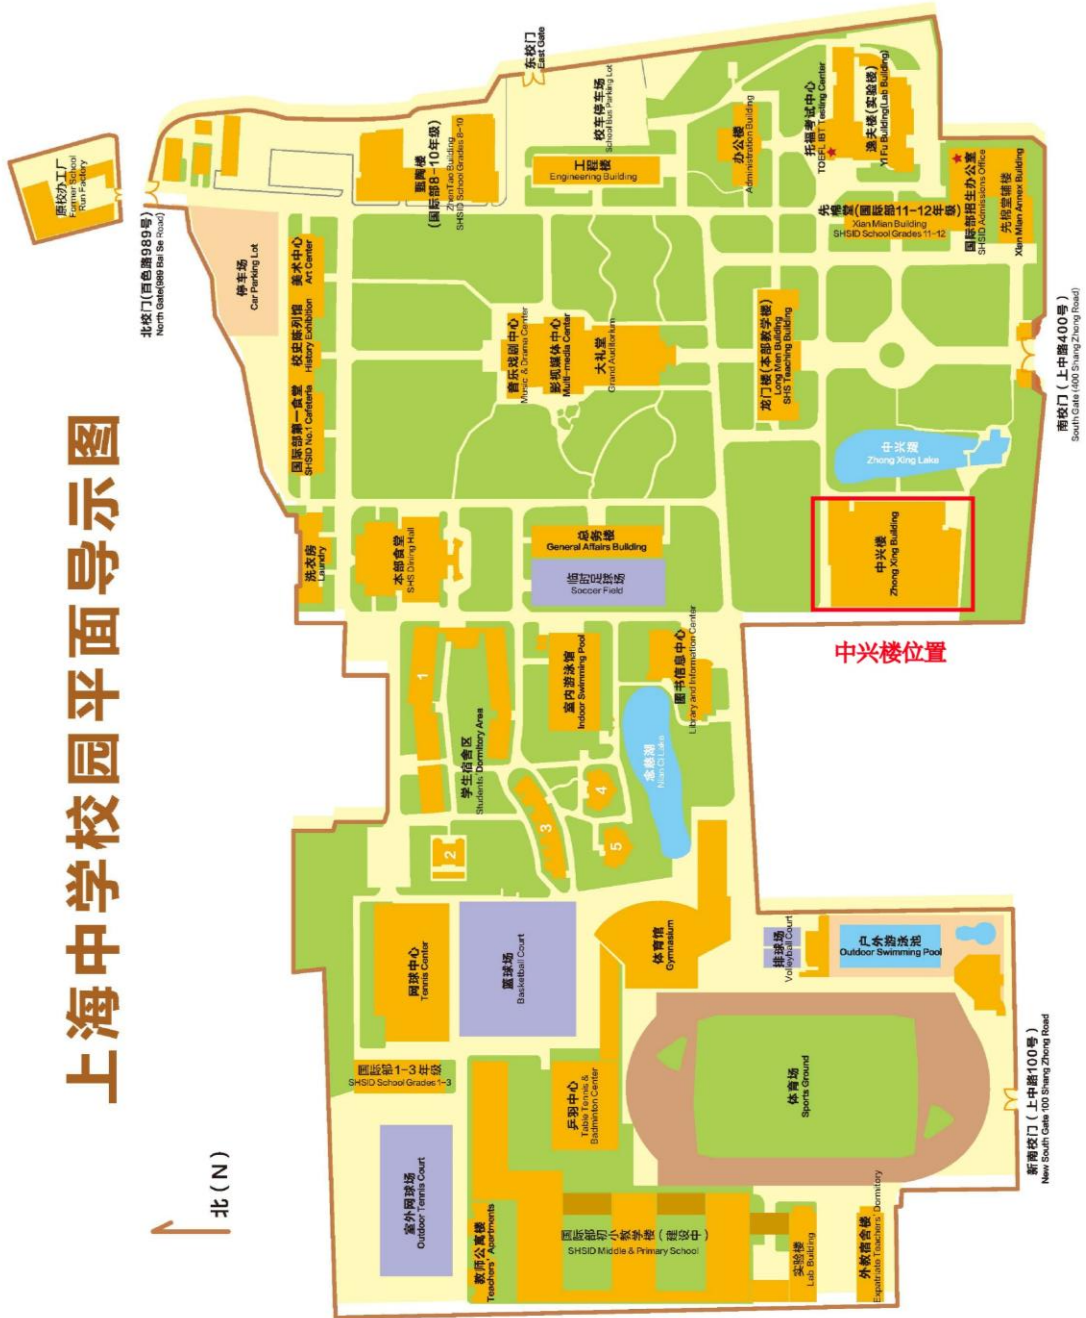 上海中学校园平面导示图
北（N）
原校办工厂
Former School
Run Factory
北校门(百色路989号)
North Gate(989 Bai Se Road)
停车场
Car Parking Lot
美术中心
Art Center
校史陈列馆
History Exhibition
国际部第一食堂
SHSID No.1 Cafeteria
洗衣房
Laundry
本部食堂
SHS Dining Hall
甄陶楼
(国际部8-10年级)
ZhenTao Building
SHSID School Grades 8-10
东校门
East Gate
校车停车场
School Bus Parking Lot
工程楼
Engineering Building
办公楼
Administration Building
托福考试中心
TOEFL IBT Testing Center
逸夫楼(实验楼)
Yi Fu Building(Lab Building)
先棉堂(國际部11-12年级)
Xian Mian Building
SHSID School Grades 11-12
国际部招生办公室
SHSID Admissions Office
先棉堂辅楼
Xian Mian Annex Building
音乐戏剧中心
Music & Drama Center
影视媒体中心
Multi-media Center
大礼堂
Grand Auditorium
龙门楼(本部教学楼)
Long Men Building
SHS Teaching Building
南校门（上中路400号）
South Gate (400 Shang Zhong Road)
中兴湖
Zhong Xing Lake
中兴楼
Zhong Xing Building
中兴楼位置
总务楼
General Affairs Building
临时足球场
Soccer Field
1
学生宿舍区
Students' Dormitory Area
2
3
4
5
室内游泳馆
Indoor Swimming Pool
图书信息中心
Library and Information Center
念慈湖
Nian Ci Lake
网球中心
Tennis Center
篮球场
Basketball Court
体育馆
Gymnasium
排球场
Volleyball Court
户外游泳池
Outdoor Swimming Pool
国际部1-3年级
SHSID School Grades 1-3
乒羽中心
Table Tennis &
Badminton Center
体育场
Sports Ground
新南校门（上中路100号）
New South Gate 100 Shang Zhong Road
室外网球场
Outdoor Tennis Court
教师公寓楼
Teachers' Apartments
国际部初小教学楼（建设中）
SHSID Middle & Primary School
实验楼
Lab Building
外教宿舍楼
Expatriate Teachers' Dormitory